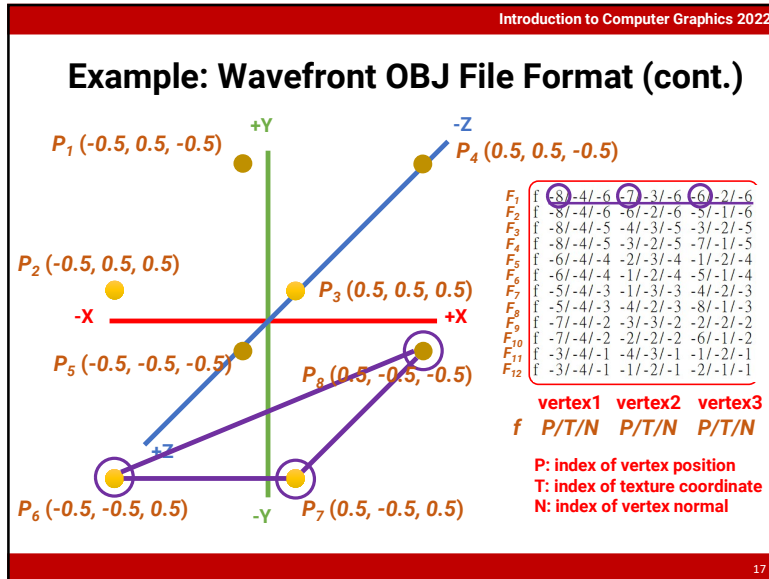 Introduction to Computer Graphics 2022
Example: Wavefront OBJ File Format (cont.)
+Y
-Z
P1 (-0.5, 0.5, -0.5)
P4 (0.5, 0.5, -0.5)
P2 (-0.5, 0.5, 0.5)
P3 (0.5, 0.5, 0.5)
-X
+X
P5 (-0.5, -0.5, -0.5)
P8 (0.5, -0.5, -0.5)
+Z
P6 (-0.5, -0.5, 0.5)
P7 (0.5, -0.5, 0.5)
-Y
F1 f -8/-4/-6 -7/-3/-6 -6/-2/-6
F2 f -8/-4/-6 -6/-2/-6 -5/-1/-6
F3 f -8/-4/-5 -4/-3/-5 -3/-2/-5
F4 f -8/-4/-5 -3/-2/-5 -7/-1/-5
F5 f -6/-4/-4 -2/-3/-4 -1/-2/-4
F6 f -6/-4/-4 -1/-2/-4 -5/-1/-4
F7 f -5/-4/-3 -1/-3/-3 -4/-2/-3
F8 f -5/-4/-3 -4/-2/-3 -8/-1/-3
F9 f -7/-4/-2 -3/-3/-2 -2/-2/-2
F10 f -7/-4/-2 -2/-2/-2 -6/-1/-2
F11 f -3/-4/-1 -4/-3/-1 -1/-2/-1
F12 f -3/-4/-1 -1/-2/-1 -2/-1/-1
vertex1 vertex2 vertex3
f P/T/N P/T/N P/T/N
P: index of vertex position
T: index of texture coordinate
N: index of vertex normal
17